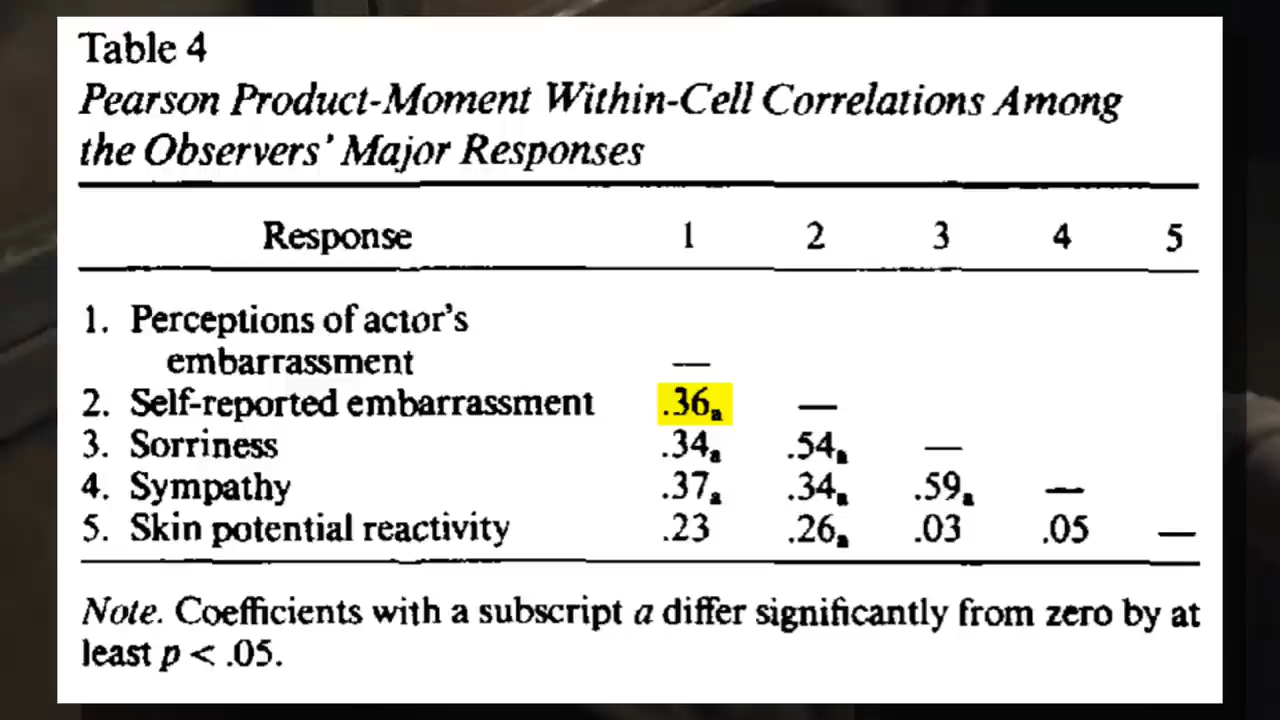 Table 4
Pearson Product-Moment Within-Cell Correlations Among
the Observers' Major Responses
Response 1 2 3 4 5
1. Perceptions of actor's
embarrassment —
2. Self-reported embarrassment .36a —
3. Sorriness .34a .54a —
4. Sympathy .37a .34a .59a —
5. Skin potential reactivity .23 .26a .03 .05 —
Note. Coefficients with a subscript a differ significantly from zero by at
least p < .05.